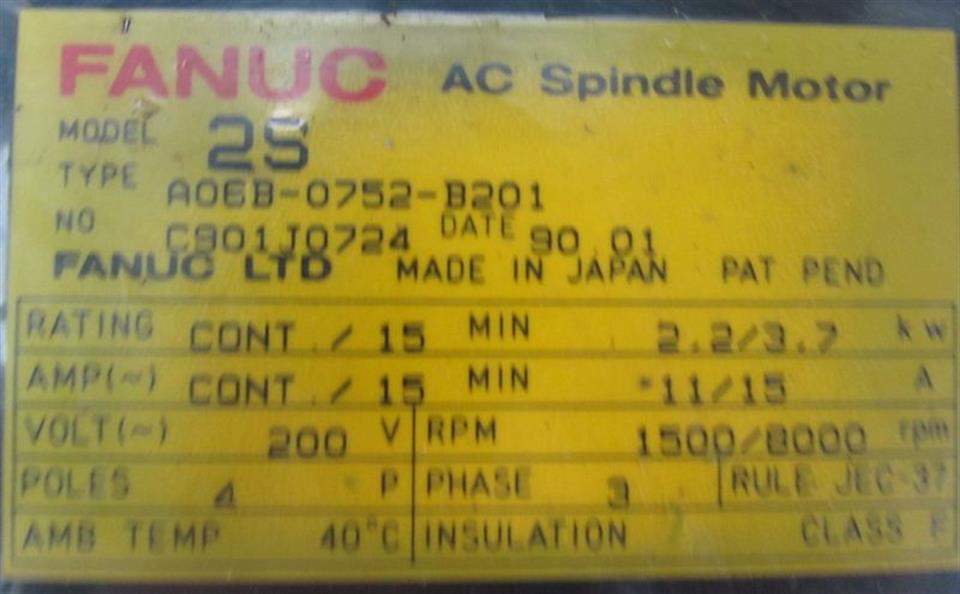 FANUC AC Spindle Motor
MODEL 2S
TYPE A06B-0752-B201
NO C901J0724 DATE 90.01
FANUC LTD MADE IN JAPAN PAT PEND
RATING CONT. / 15 MIN 2.2/3.7 kw
AMP(~) CONT. / 15 MIN *11/15 A
VOLT(~) 200 V RPM 1500/8000 rpm
POLES 4 P PHASE 3 RULE JEC-37
AMB TEMP 40°C INSULATION CLASS F